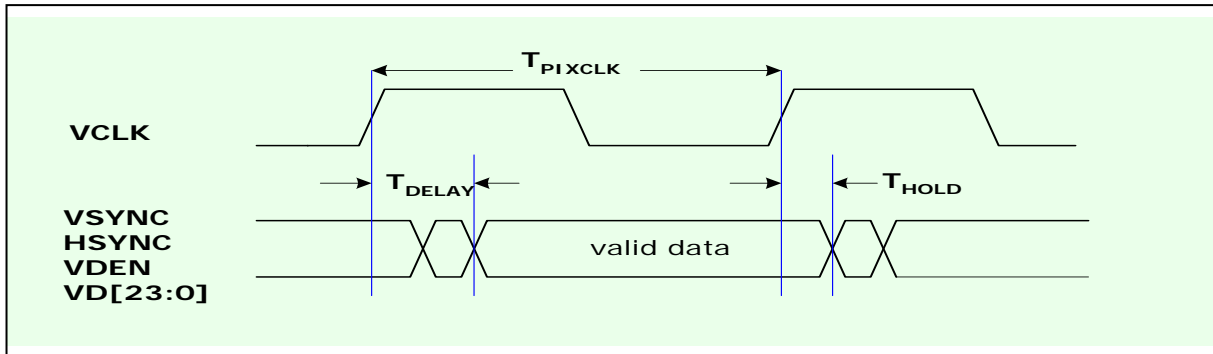 TPIXCLK
VCLK
TDELAY
THOLD
VSYNC
HSYNC
valid data
VDEN
VD[23:0]